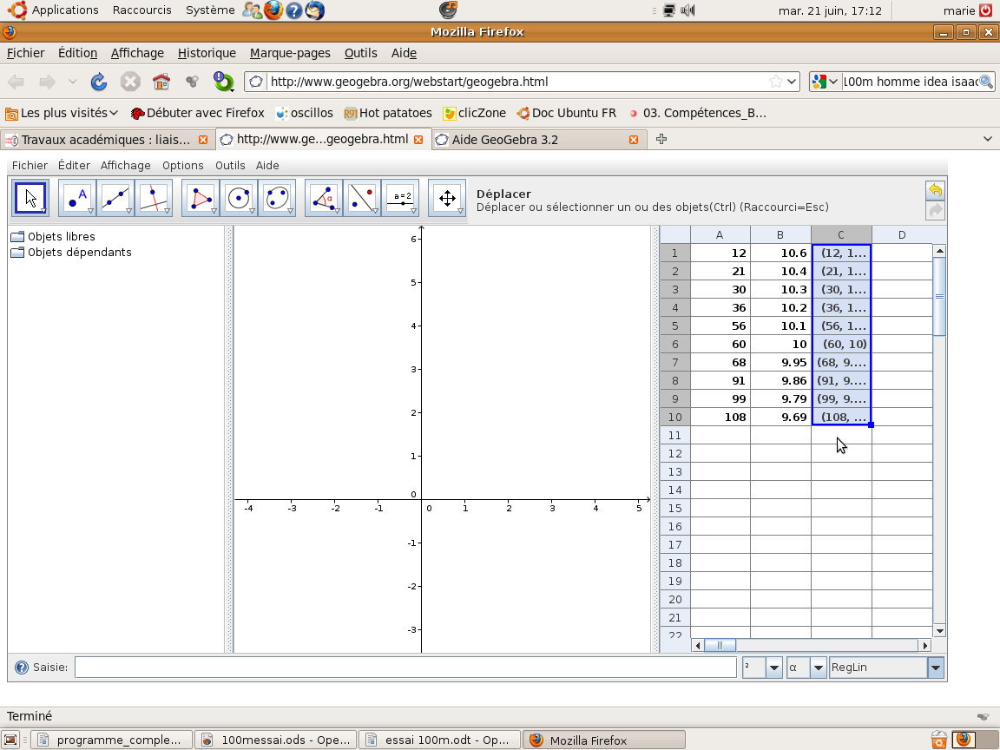 Applications Raccourcis Système mar. 21 juin, 17:12 marie
Mozilla Firefox
Fichier Édition Affichage Historique Marque-pages Outils Aide
http://www.geogebra.org/webstart/geogebra.html 100m homme idea isaac
Les plus visités Débuter avec Firefox oscillos Hot patatoes clicZone Doc Ubuntu FR 03. Compétences_B...
Travaux académiques : liais... http://www.ge...geogebra.html Aide GeoGebra 3.2
Fichier Éditer Affichage Options Outils Aide
A α a = 2 Déplacer
Déplacer ou sélectionner un ou des objets(Ctrl) (Raccourci=Esc)
Objets libres
Objets dépendants
6
5
4
3
2
1
0
-4 -3 -2 -1 0 1 2 3 4 5
-1
-2
-3
A B C D
1 12 10.6 (12, 1...
2 21 10.4 (21, 1...
3 30 10.3 (30, 1...
4 36 10.2 (36, 1...
5 56 10.1 (56, 1...
6 60 10 (60, 10)
7 68 9.95 (68, 9....
8 91 9.86 (91, 9....
9 99 9.79 (99, 9....
10 108 9.69 (108, ...
11
12
13
14
15
16
17
18
19
20
21
22
Saisie: ² α RegLin
Terminé
programme_comple... 100messai.ods - Ope... essai 100m.odt - Op... Mozilla Firefox